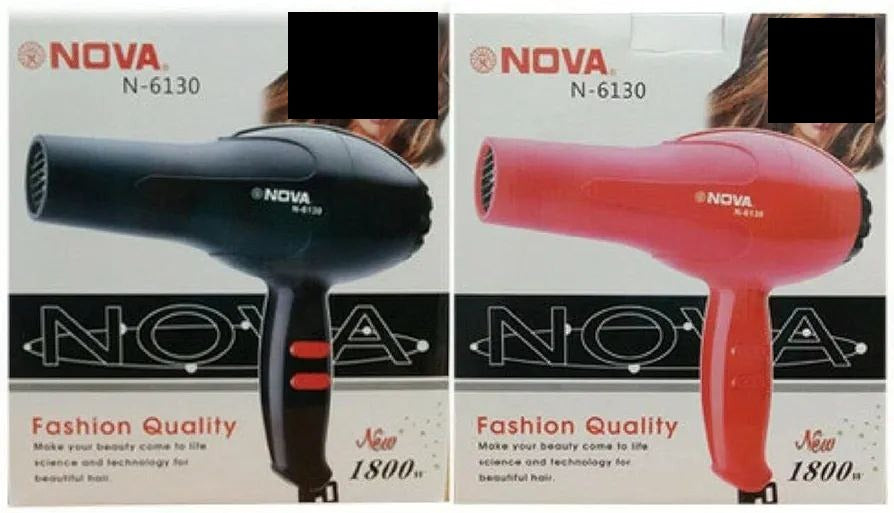 NOVA
N-6130
NOVA
N-6130
NOVA
Fashion Quality
Make your beauty come to life
science and technology for
beautiful hair.
New
1800w
NOVA
N-6130
NOVA
N-6130
NOVA
Fashion Quality
Make your beauty come to life
science and technology for
beautiful hair.
New
1800w